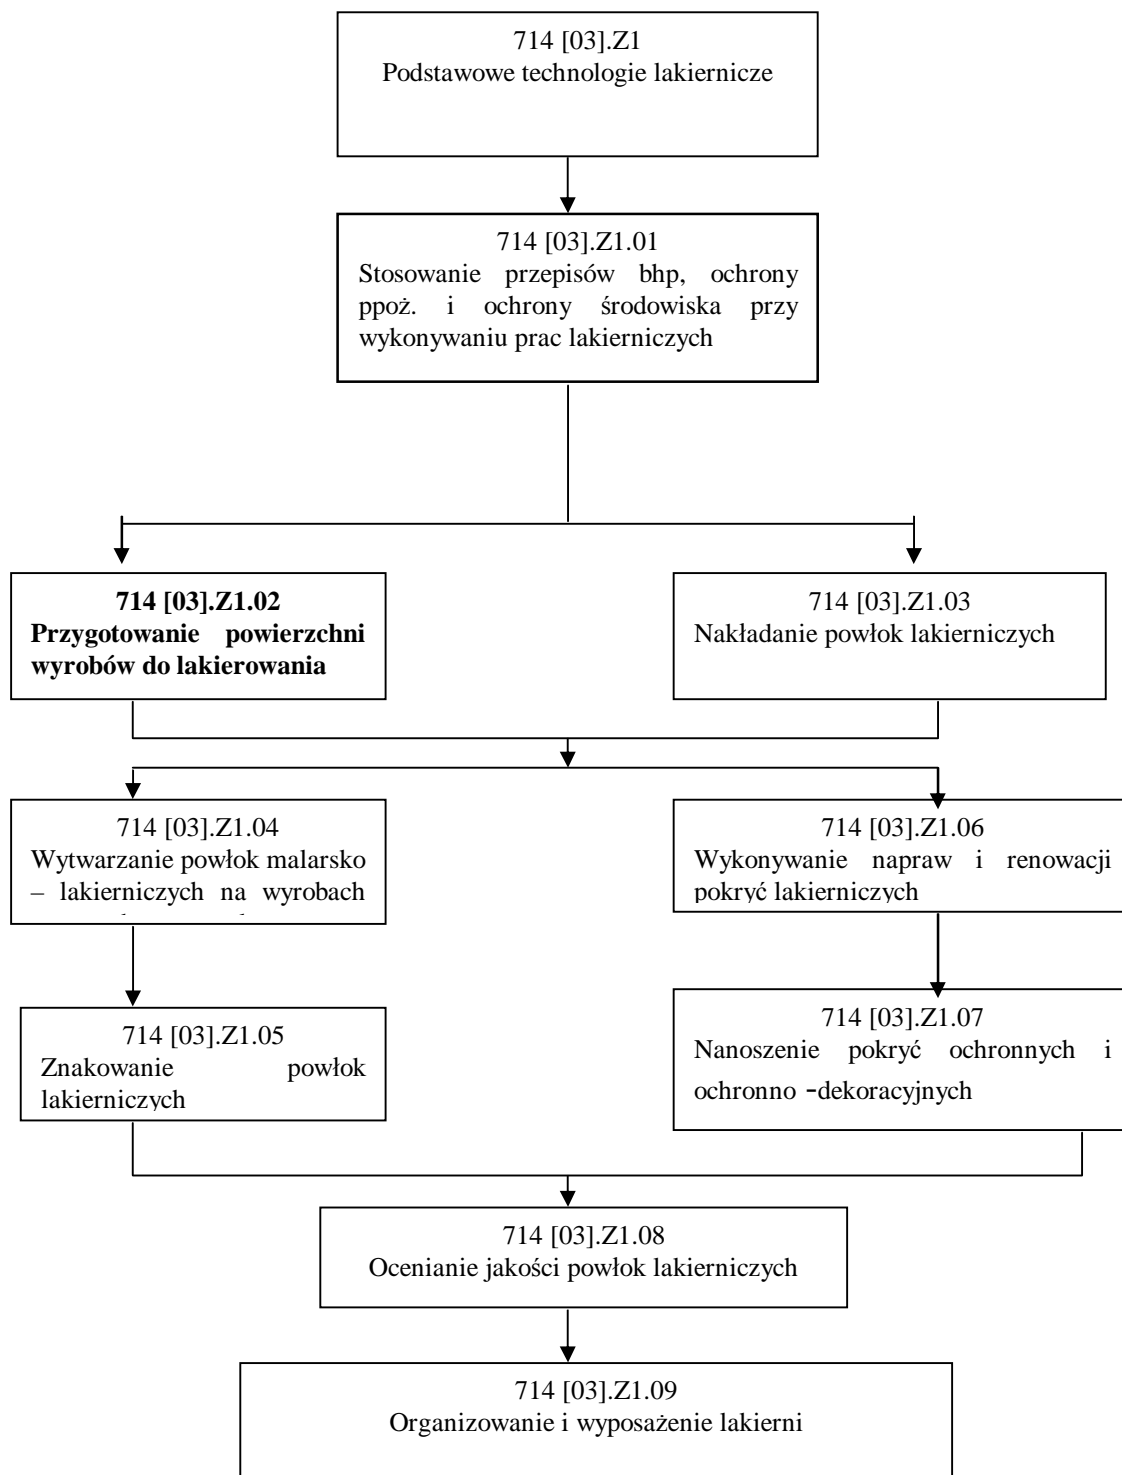 714 [03].Z1
Podstawowe technologie lakiernicze
714 [03].Z1.01
Stosowanie przepisów bhp, ochrony
ppoż. i ochrony środowiska przy
wykonywaniu prac lakierniczych
714 [03].Z1.02
Przygotowanie powierzchni
wyrobów do lakierowania
714 [03].Z1.03
Nakładanie powłok lakierniczych
714 [03].Z1.04
Wytwarzanie powłok malarsko
– lakierniczych na wyrobach
714 [03].Z1.06
Wykonywanie napraw i renowacji
pokryć lakierniczych
714 [03].Z1.05
Znakowanie powłok
lakierniczych
714 [03].Z1.07
Nanoszenie pokryć ochronnych i
ochronno -dekoracyjnych
714 [03].Z1.08
Ocenianie jakości powłok lakierniczych
714 [03].Z1.09
Organizowanie i wyposażenie lakierni